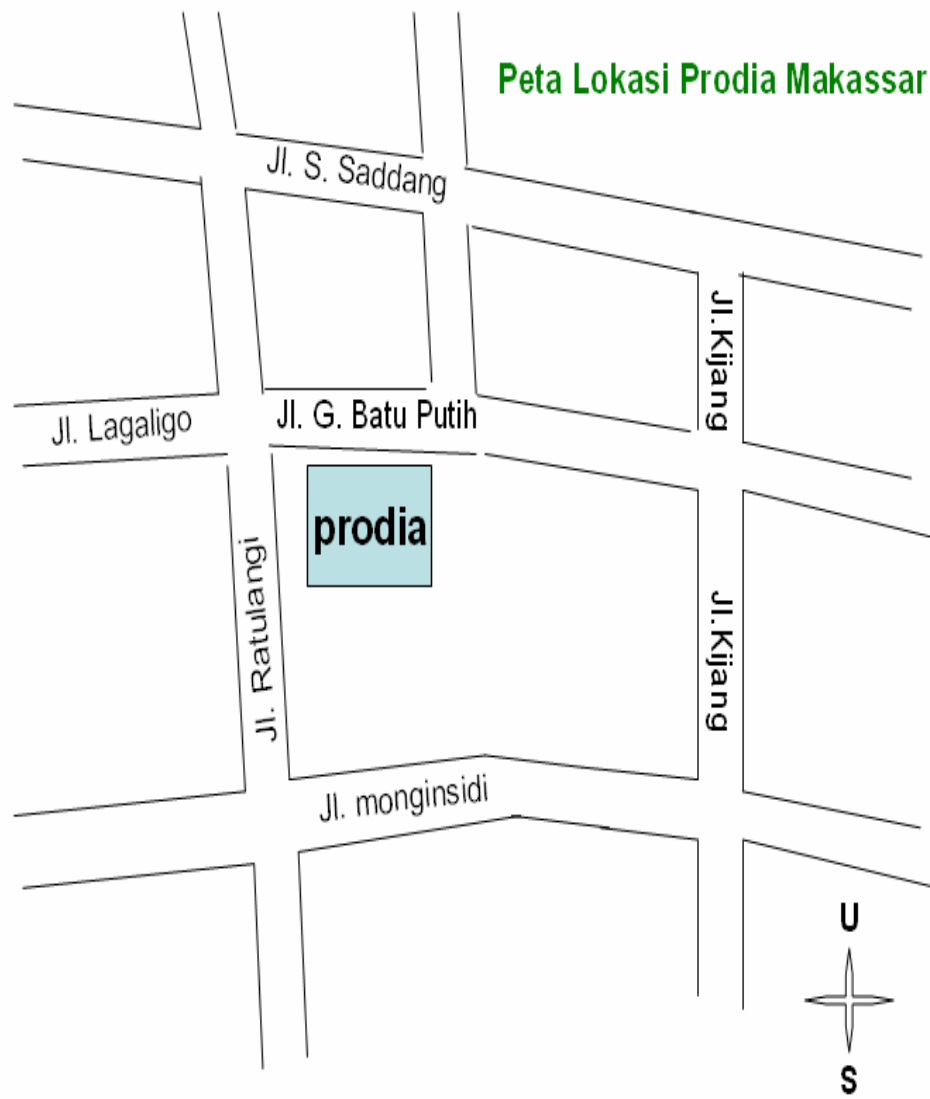 Peta Lokasi Prodia Makassar
Jl. S. Saddang
Jl.Kijang
Jl. Lagaligo
Jl. G. Batu Putih
prodia
Jl. Ratulangi
Jl.Kijang
Jl. monginsidi
U
S